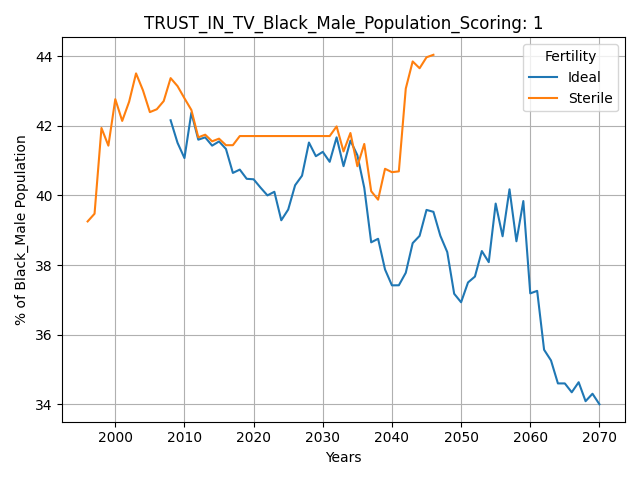 TRUST_IN_TV_Black_Male_Population_Scoring: 1
Fertility
Ideal
Sterile
% of Black_Male Population
44
42
40
38
36
34
2000
2010
2020
2030
2040
2050
2060
2070
Years